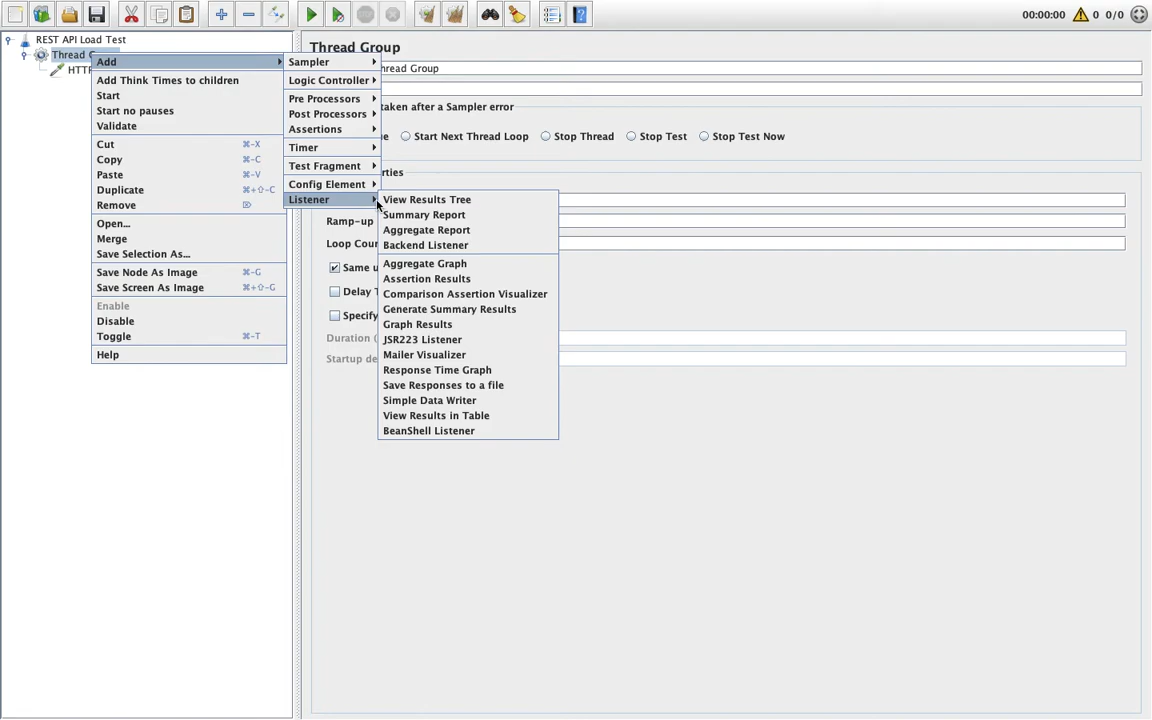 00:00:00 0 0/0
REST API Load Test
Thread G
HTT
Add
Add Think Times to children
Start
Start no pauses
Validate
Cut ⌘-X
Copy ⌘-C
Paste ⌘-V
Duplicate ⌘+⇧-C
Remove ⌦
Open...
Merge
Save Selection As...
Save Node As Image ⌘-G
Save Screen As Image ⌘+⇧-G
Enable
Disable
Toggle ⌘-T
Help
Sampler
Logic Controller
Pre Processors
Post Processors
Assertions
Timer
Test Fragment
Config Element
Listener
View Results Tree
Summary Report
Aggregate Report
Backend Listener
Aggregate Graph
Assertion Results
Comparison Assertion Visualizer
Generate Summary Results
Graph Results
JSR223 Listener
Mailer Visualizer
Response Time Graph
Save Responses to a file
Simple Data Writer
View Results in Table
BeanShell Listener
Thread Group
hread Group
taken after a Sampler error
e Start Next Thread Loop Stop Thread Stop Test Stop Test Now
rties
Ramp-up
Loop Cour
Same u
Delay T
Specify
Duration (
Startup de